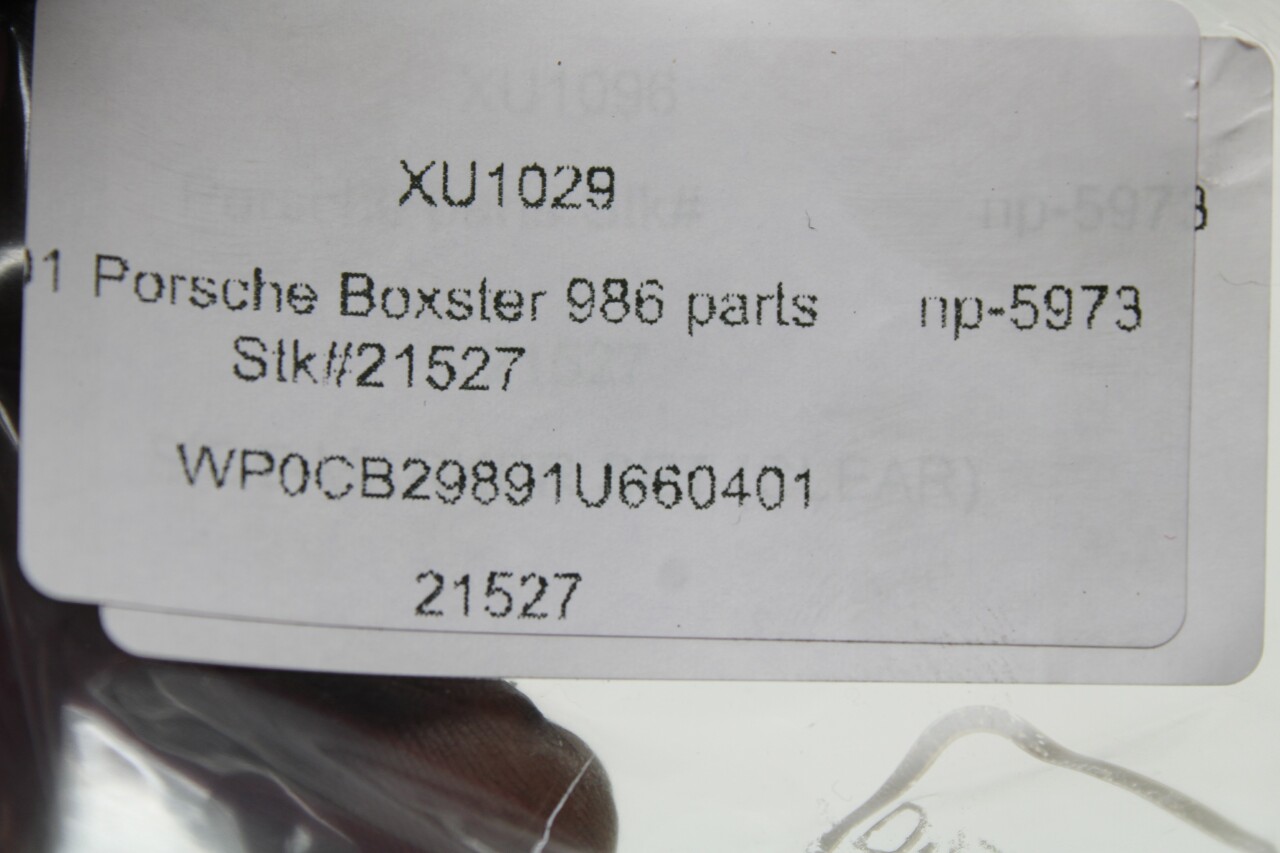 XU1029
01 Porsche Boxster 986 parts np-5973
Stk#21527
WP0CB29891U660401
21527